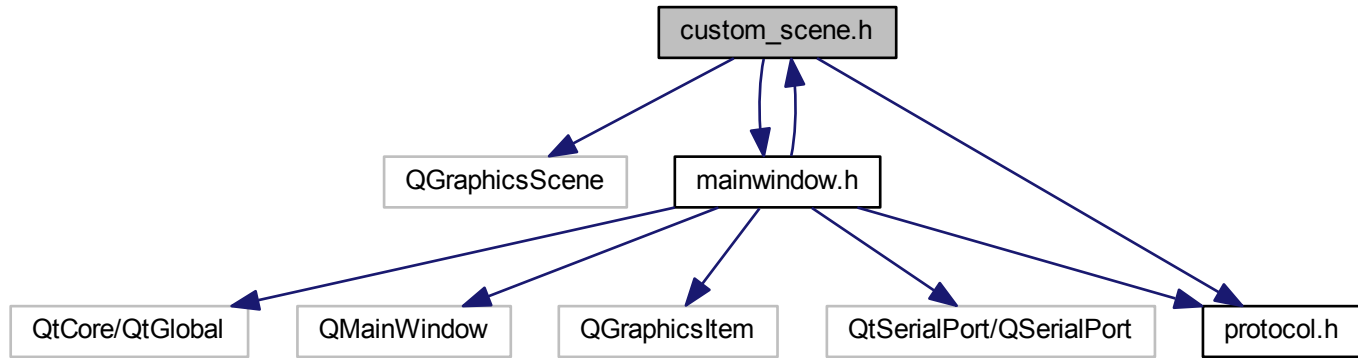 custom_scene.h
QGraphicsScene
mainwindow.h
QtCore/QtGlobal
QMainWindow
QGraphicsItem
QtSerialPort/QSerialPort
protocol.h